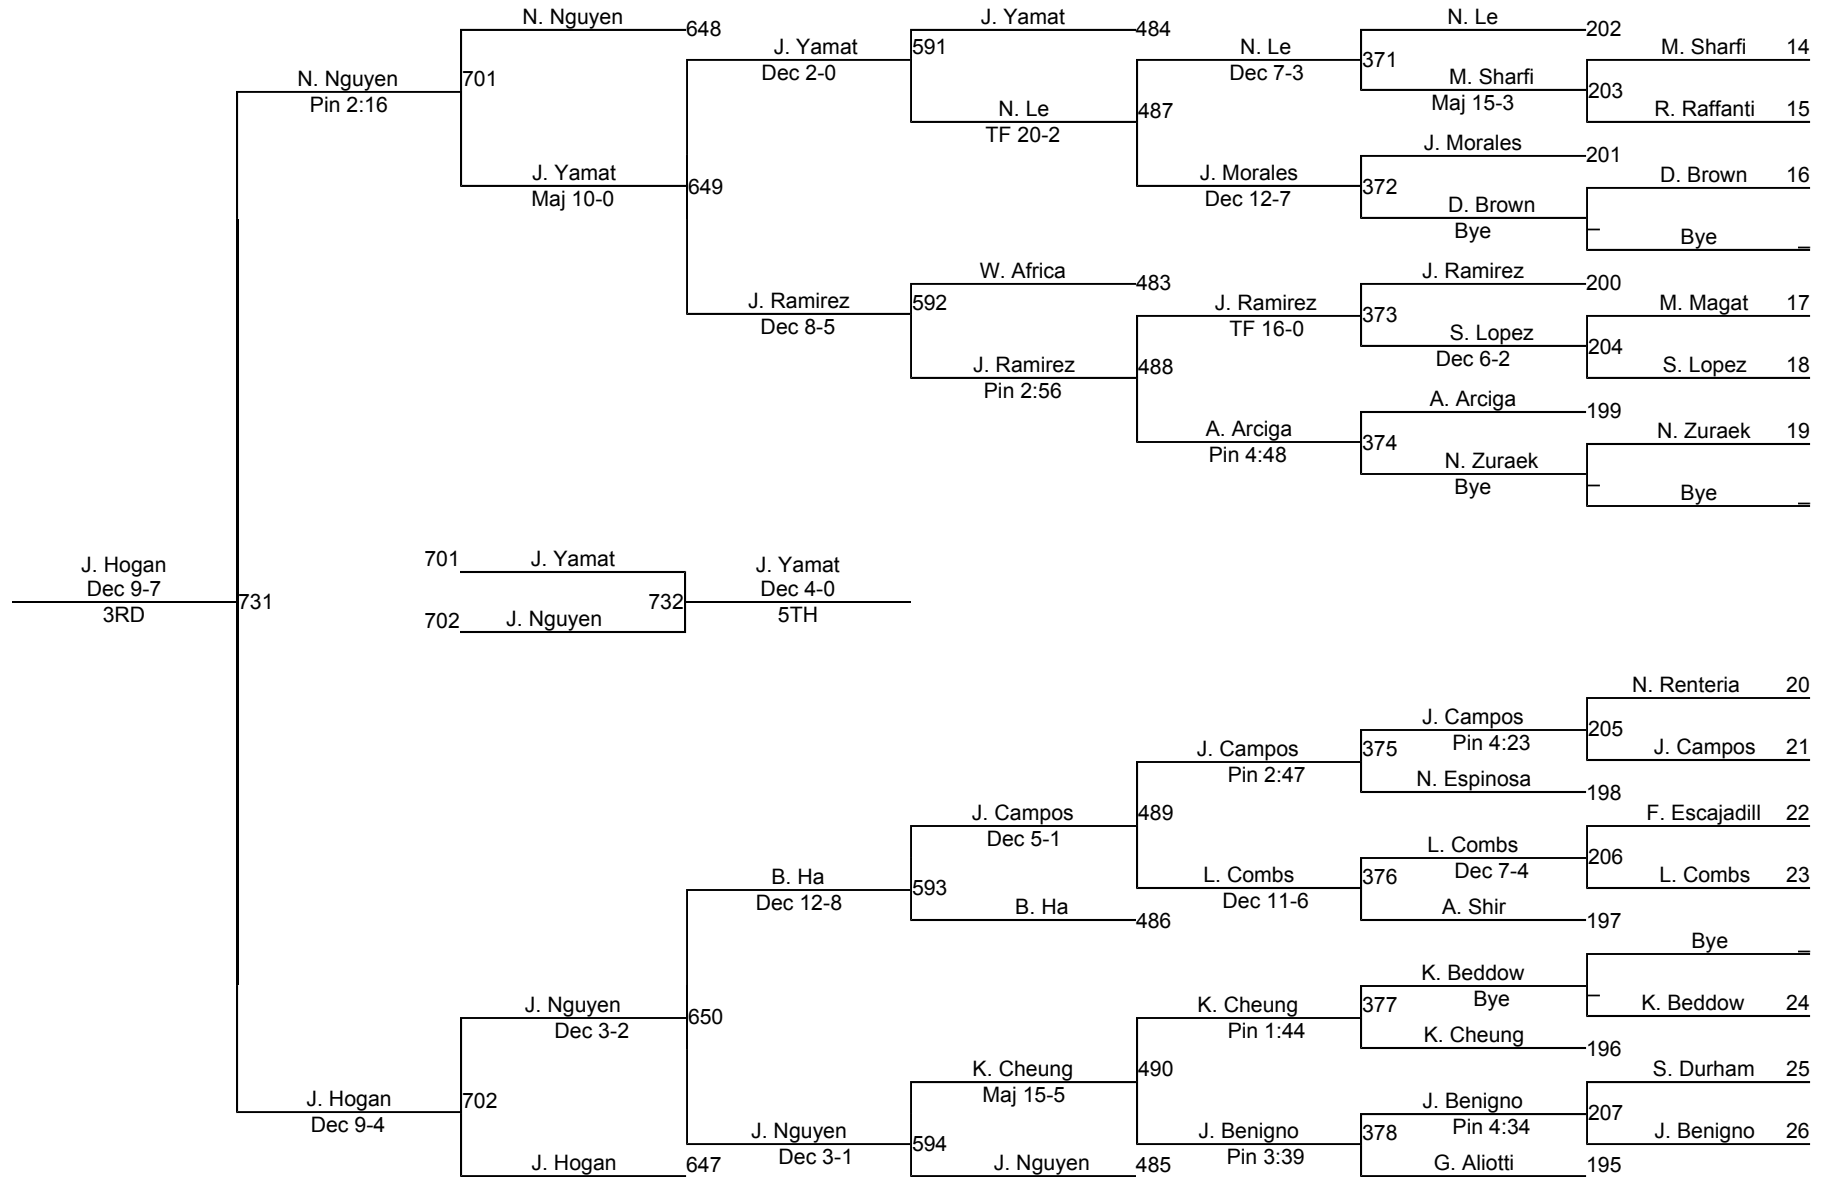 N. Nguyen
648
J. Yamat
484
N. Le
202
J. Yamat
Dec 2-0
591
N. Le
Dec 7-3
371
M. Sharfi 14
N. Nguyen
Pin 2:16
701
M. Sharfi
Maj 15-3
203
N. Le
TF 20-2
487
R. Raffanti 15
J. Morales
201
J. Yamat
Maj 10-0
649
J. Morales
Dec 12-7
372
D. Brown 16
D. Brown
Bye
_
Bye _
W. Africa
483
J. Ramirez
200
J. Ramirez
Dec 8-5
592
J. Ramirez
TF 16-0
373
M. Magat 17
S. Lopez
Dec 6-2
204
J. Ramirez
Pin 2:56
488
S. Lopez 18
A. Arciga
199
A. Arciga
Pin 4:48
374
N. Zuraek 19
N. Zuraek
Bye
_
Bye _
J. Hogan
Dec 9-7
3RD
731
701 J. Yamat
702 J. Nguyen
732
J. Yamat
Dec 4-0
5TH
N. Renteria 20
J. Campos
Pin 4:23
205
J. Campos
Pin 2:47
375
J. Campos 21
N. Espinosa
198
J. Campos
Dec 5-1
489
F. Escajadill 22
L. Combs
Dec 7-4
206
B. Ha
Dec 12-8
593
L. Combs
Dec 11-6
376
L. Combs 23
B. Ha
486
A. Shir
197
Bye _
K. Beddow
Bye
_
J. Nguyen
Dec 3-2
650
K. Cheung
Pin 1:44
377
K. Beddow 24
K. Cheung
196
K. Cheung
Maj 15-5
490
S. Durham 25
J. Hogan
Dec 9-4
702
J. Benigno
Pin 4:34
207
J. Nguyen
Dec 3-1
594
J. Benigno
Pin 3:39
378
J. Benigno 26
J. Hogan
647
J. Nguyen
485
G. Aliotti
195